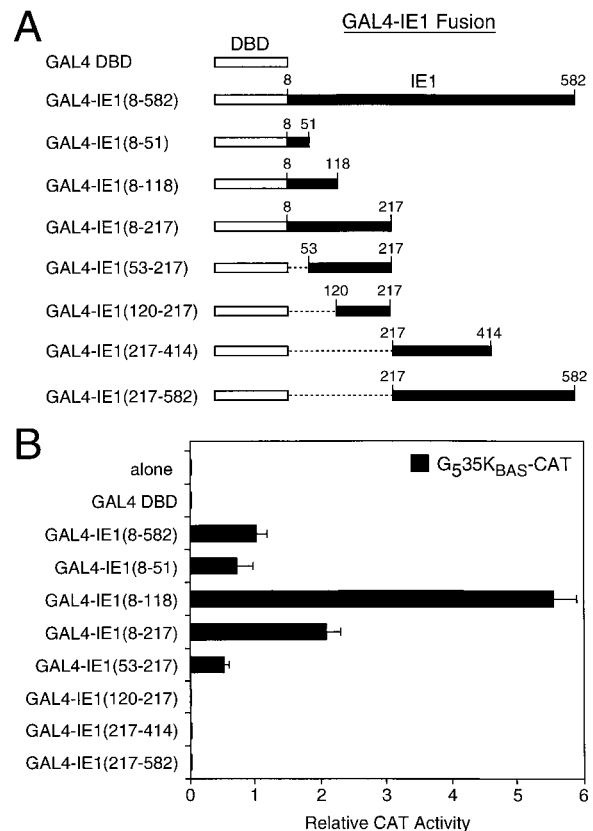 A
GAL4-IE1 Fusion
DBD
GAL4 DBD
8 IE1 582
GAL4-IE1(8-582)
8 51
GAL4-IE1(8-51)
8 118
GAL4-IE1(8-118)
8 217
GAL4-IE1(8-217)
53 217
GAL4-IE1(53-217)
120 217
GAL4-IE1(120-217)
217 414
GAL4-IE1(217-414)
217 582
GAL4-IE1(217-582)
B
G535KBAS-CAT
alone
GAL4 DBD
GAL4-IE1(8-582)
GAL4-IE1(8-51)
GAL4-IE1(8-118)
GAL4-IE1(8-217)
GAL4-IE1(53-217)
GAL4-IE1(120-217)
GAL4-IE1(217-414)
GAL4-IE1(217-582)
0 1 2 3 4 5 6
Relative CAT Activity